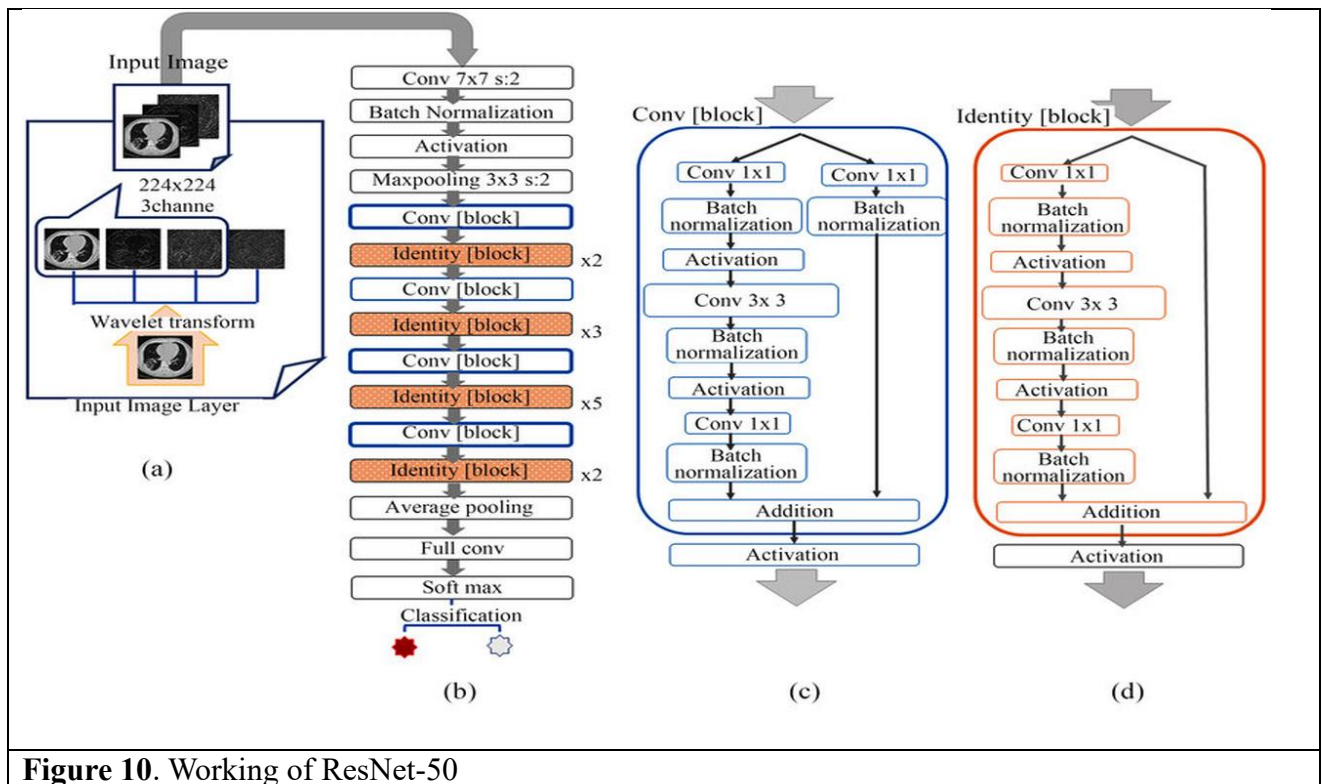 Input Image
224x224
3channe
Wavelet transform
Input Image Layer
(a)
Conv 7x7 s:2
Batch Normalization
Activation
Maxpooling 3x3 s:2
Conv [block]
Identity [block] x2
Conv [block]
Identity [block] x3
Conv [block]
Identity [block] x5
Conv [block]
Identity [block] x2
Average pooling
Full conv
Soft max
Classification
(b)
Conv [block]
Conv 1x1
Batch
normalization
Activation
Conv 3x 3
Batch
normalization
Activation
Conv 1x1
Batch
normalization
Conv 1x1
Batch
normalization
Addition
Activation
(c)
Identity [block]
Conv 1x1
Batch
normalization
Activation
Conv 3x 3
Batch
normalization
Activation
Conv 1x1
Batch
normalization
Addition
Activation
(d)
Figure 10. Working of ResNet-50